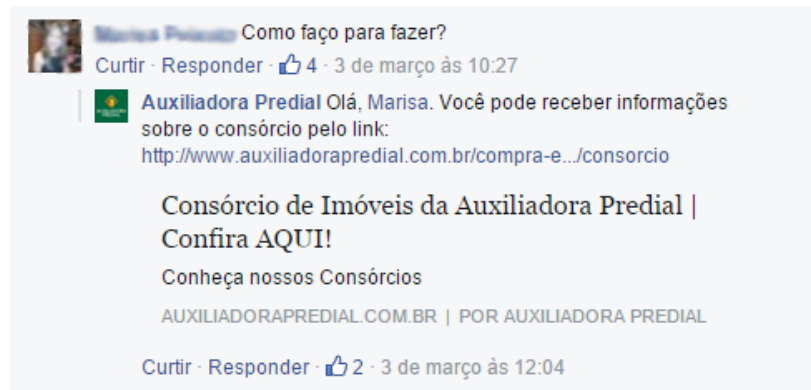 Como faço para fazer?
Curtir · Responder · 4 · 3 de março às 10:27
Auxiliadora Predial Olá, Marisa. Você pode receber informações
sobre o consórcio pelo link:
http://www.auxiliadorapredial.com.br/compra-e.../consorcio
Consórcio de Imóveis da Auxiliadora Predial |
Confira AQUI!
Conheça nossos Consórcios
AUXILIADORAPREDIAL.COM.BR | POR AUXILIADORA PREDIAL
Curtir · Responder · 2 · 3 de março às 12:04